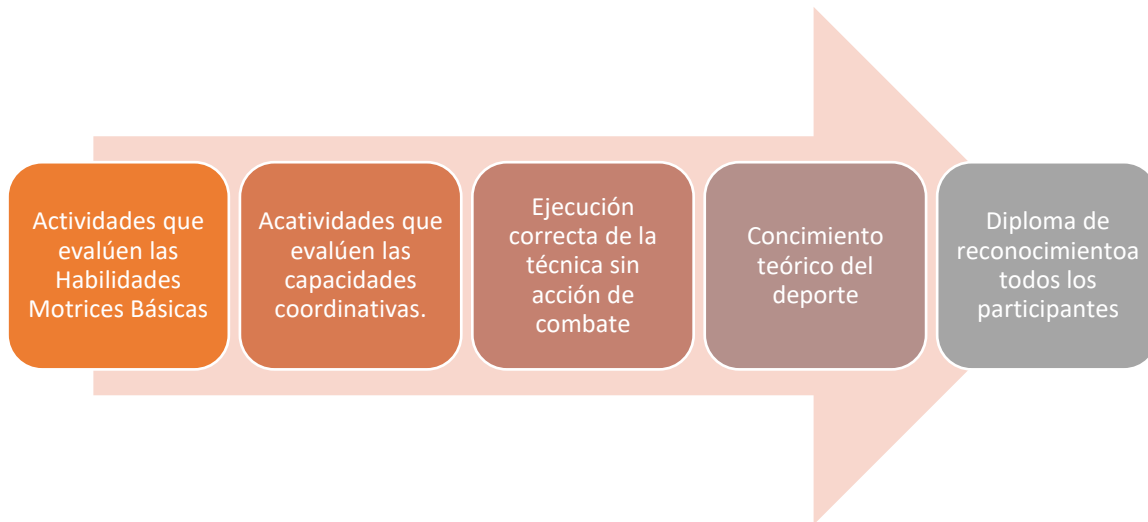 Actividades que
evalúen las
Habilidades
Motrices Básicas
Acatividades que
evalúen las
capacidades
coordinativas.
Ejecución
correcta de la
técnica sin
acción de
combate
Concimiento
teórico del
deporte
Diploma de
reconocimientoa
todos los
participantes